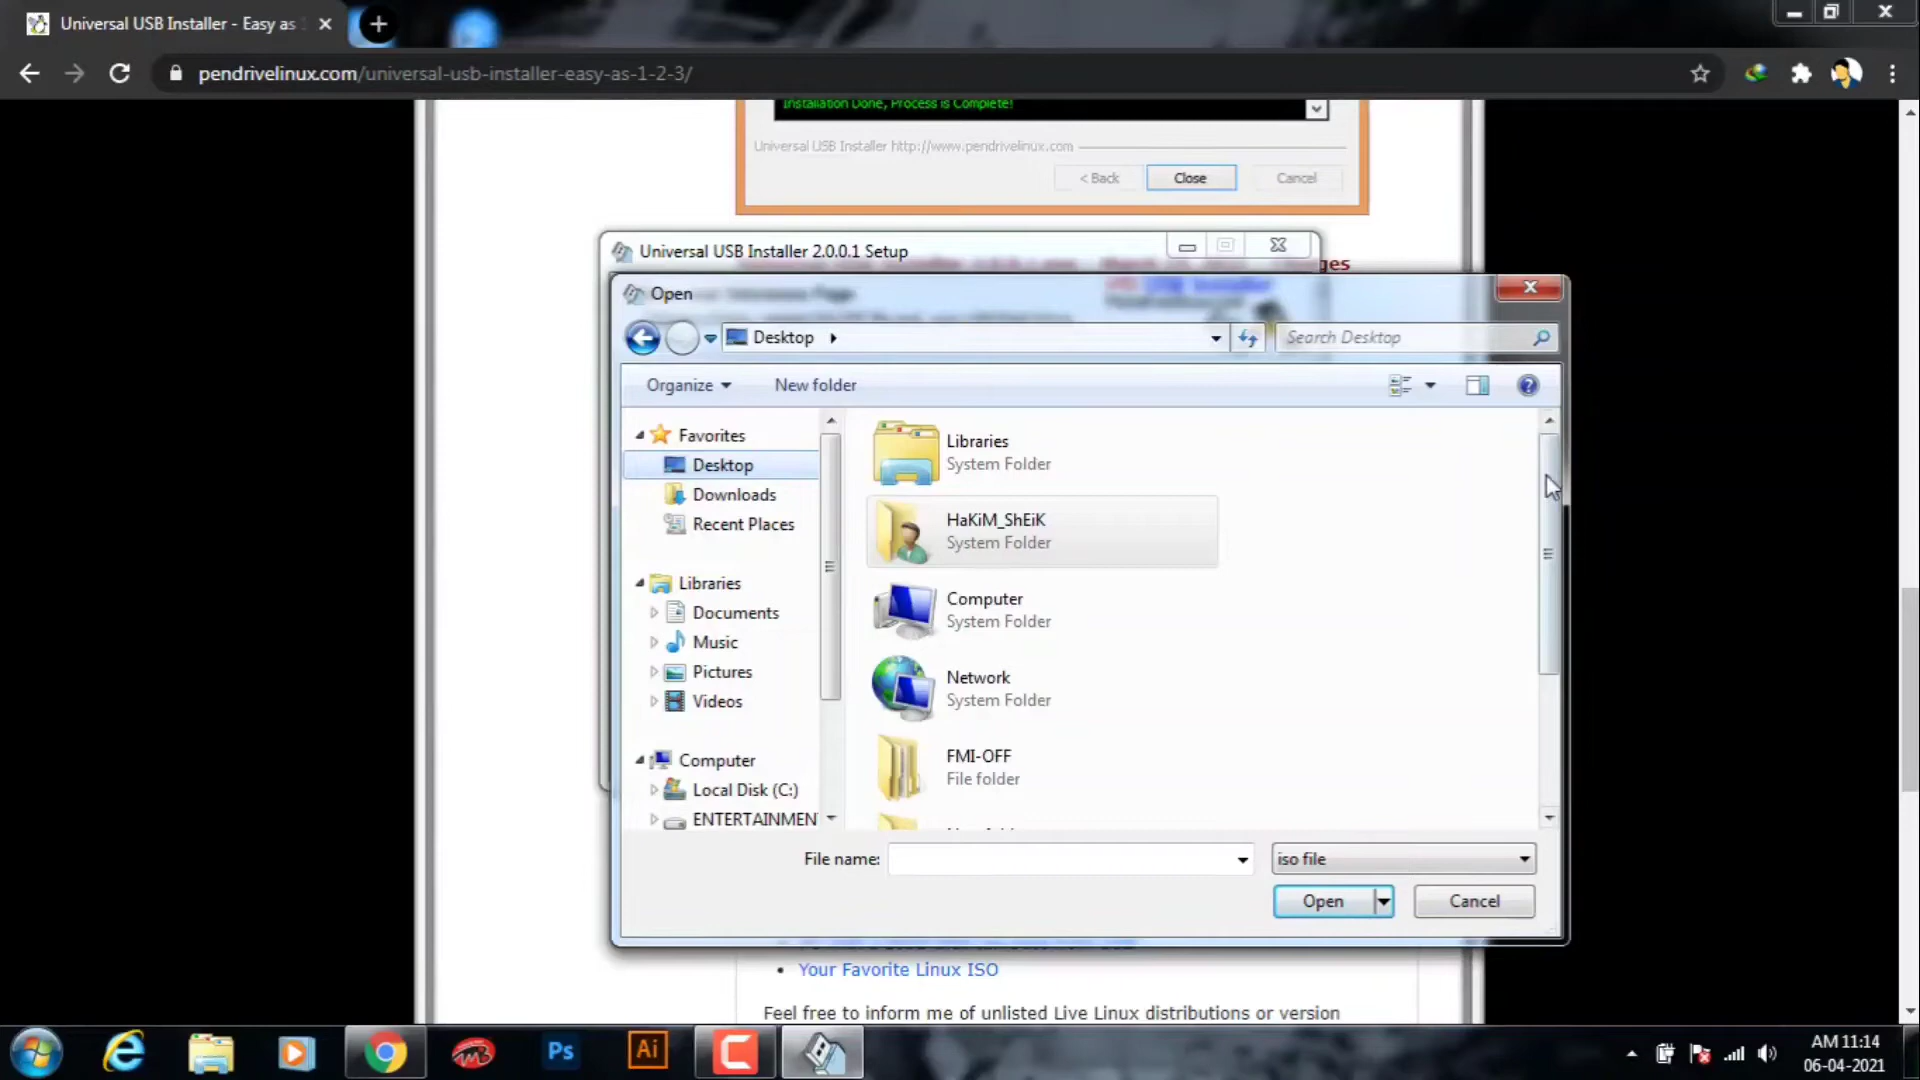 Universal USB Installer - Easy as
pendrivelinux.com/universal-usb-installer-easy-as-1-2-3/
Installation Done, Process is Complete!
Universal USB Installer http://www.pendrivelinux.com
< Back
Close
Cancel
Universal USB Installer 2.0.0.1 Setup
Open
Desktop
Search Desktop
Organize
New folder
Favorites
Desktop
Downloads
Recent Places
Libraries
Documents
Music
Pictures
Videos
Computer
Local Disk (C:)
ENTERTAINMEN
Libraries
System Folder
HaKiM_ShEiK
System Folder
Computer
System Folder
Network
System Folder
FMI-OFF
File folder
File name:
iso file
Open
Cancel
Your Favorite Linux ISO
Feel free to inform me of unlisted Live Linux distributions or version
Ps
Ai
AM 11:14
06-04-2021